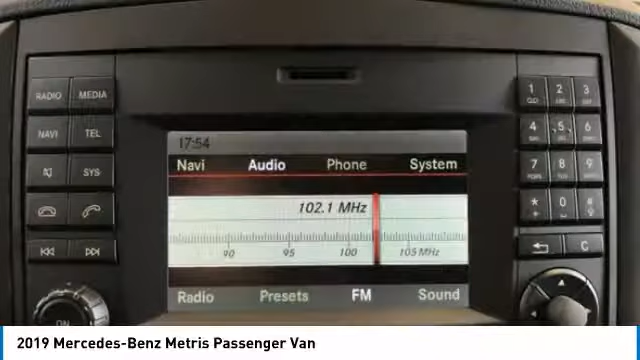 RADIO MEDIA
NAVI TEL
SYS
ON
17:54
Navi Audio Phone System
102.1 MHz
90 95 100 105 MHz
Radio Presets FM Sound
1 2 3
4 5 6
7 8 9
* 0 #
C
2019 Mercedes-Benz Metris Passenger Van